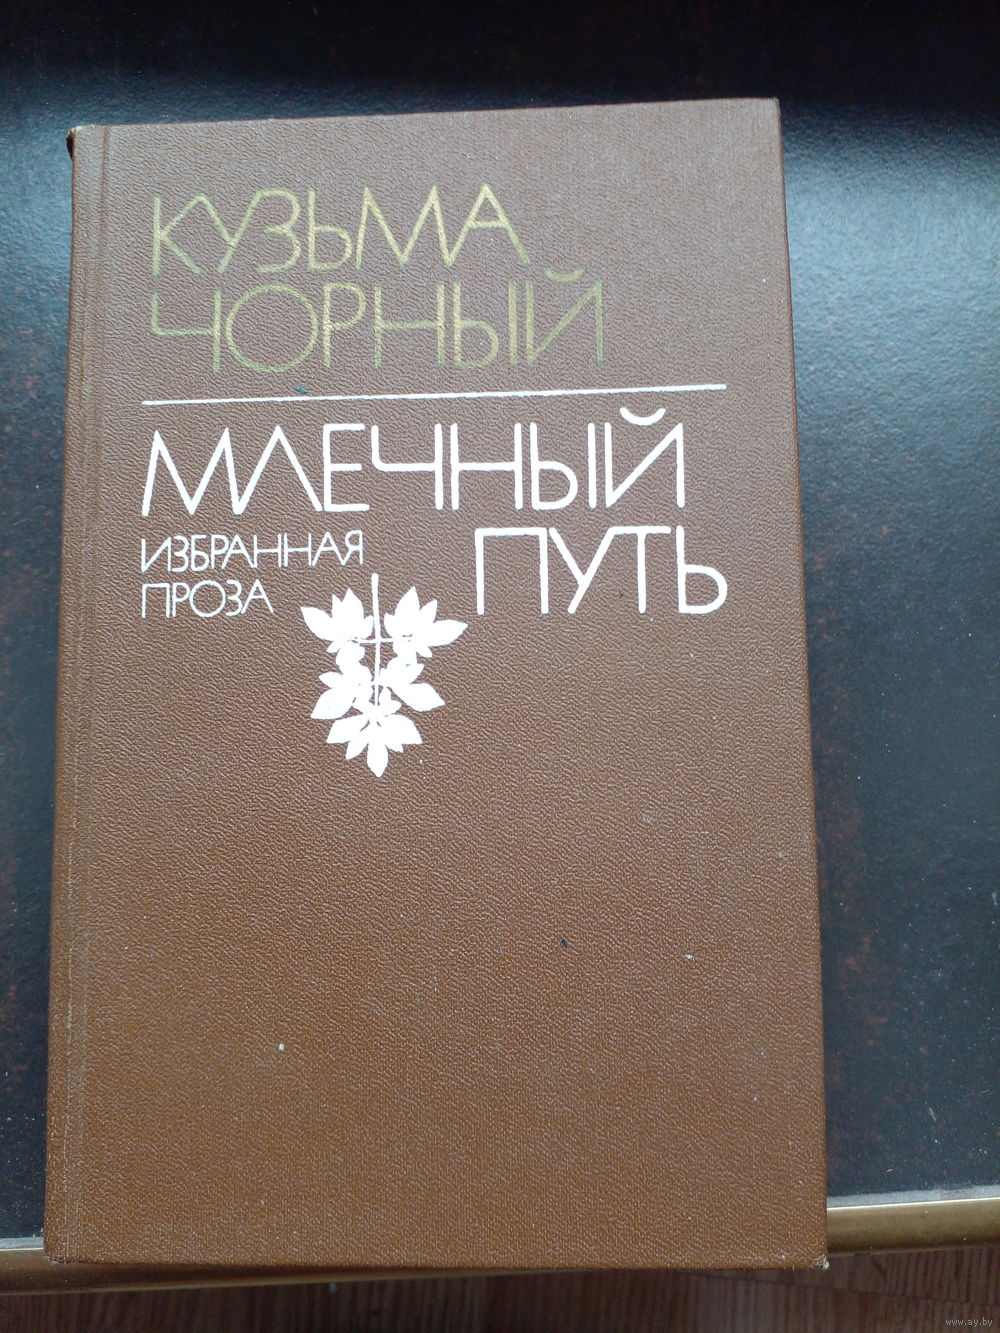 КУЗЬМА
ЧОРНЫЙ
МЛЕЧНЫЙ
ПУТЬ
ИЗБРАННАЯ
ПРОЗА
www.ay.by